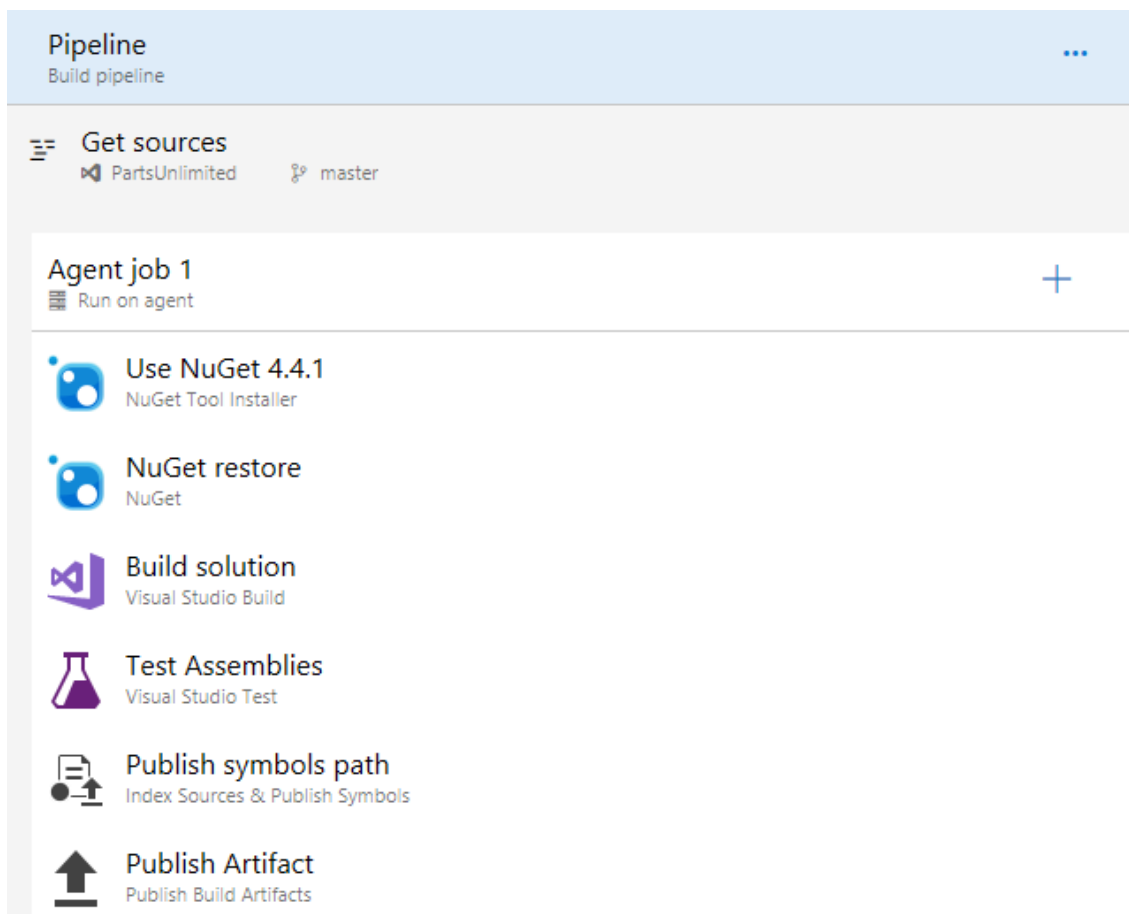 Pipeline
Build pipeline
Get sources
PartsUnlimited master
Agent job 1
Run on agent
Use NuGet 4.4.1
NuGet Tool Installer
NuGet restore
NuGet
Build solution
Visual Studio Build
Test Assemblies
Visual Studio Test
Publish symbols path
Index Sources & Publish Symbols
Publish Artifact
Publish Build Artifacts